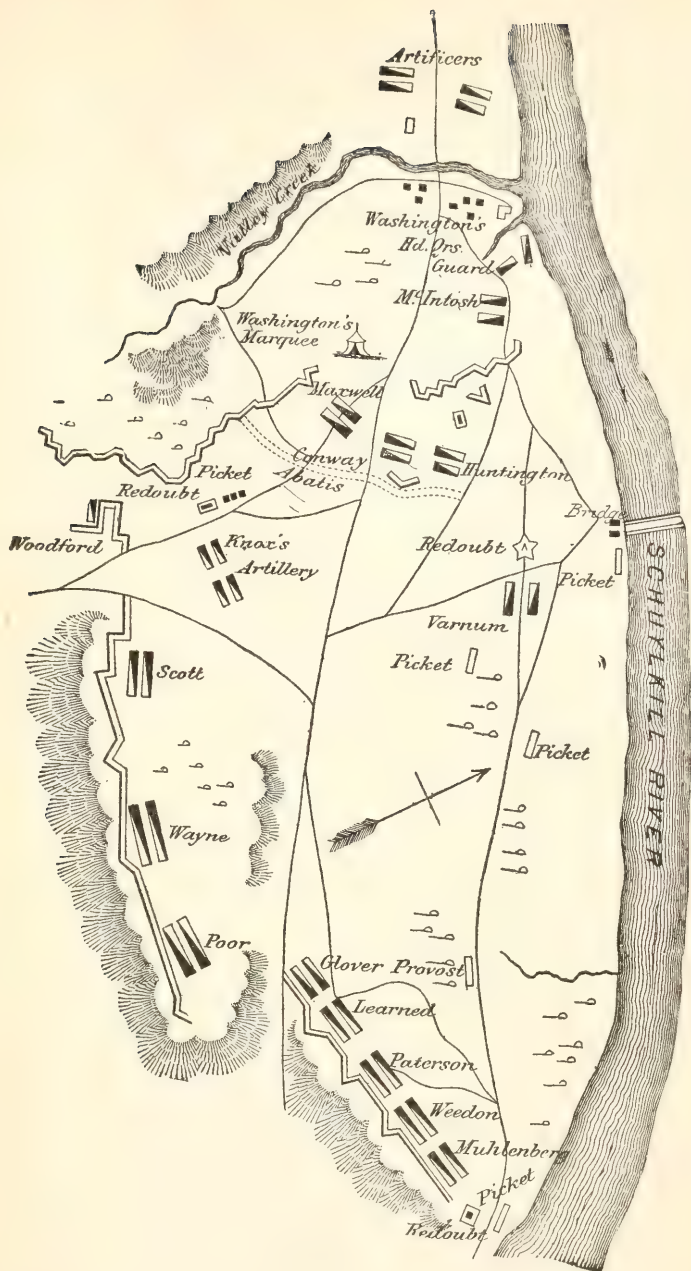 Artificers
Valley Creek
Washington's
Hd. Qrs.
Guard
McIntosh
Washington's
Marquee
Maxwell
Conway
Huntington
Abatis
Picket
Redoubt
Bridge
Woodford
Knox's
Artillery
Redoubt
Picket
SCHUYLKILL RIVER
Varnum
Picket
Scott
Picket
Wayne
Poor
Glover Provost
Learned
Paterson
Weedon
Muhlenberg
Picket
Redoubt